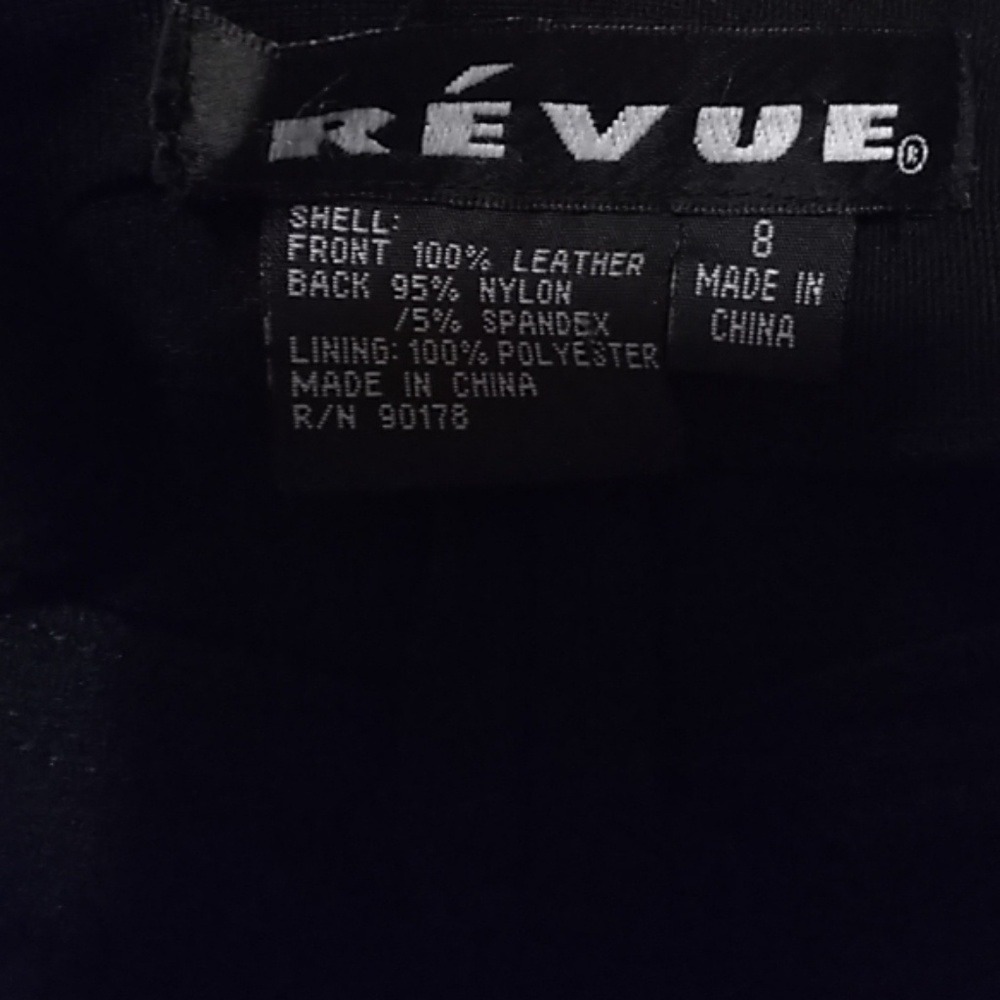 RÉVUE®
SHELL:
FRONT 100% LEATHER
BACK 95% NYLON
/5% SPANDEX
LINING: 100% POLYESTER
MADE IN CHINA
R/N 90178
8
MADE IN
CHINA